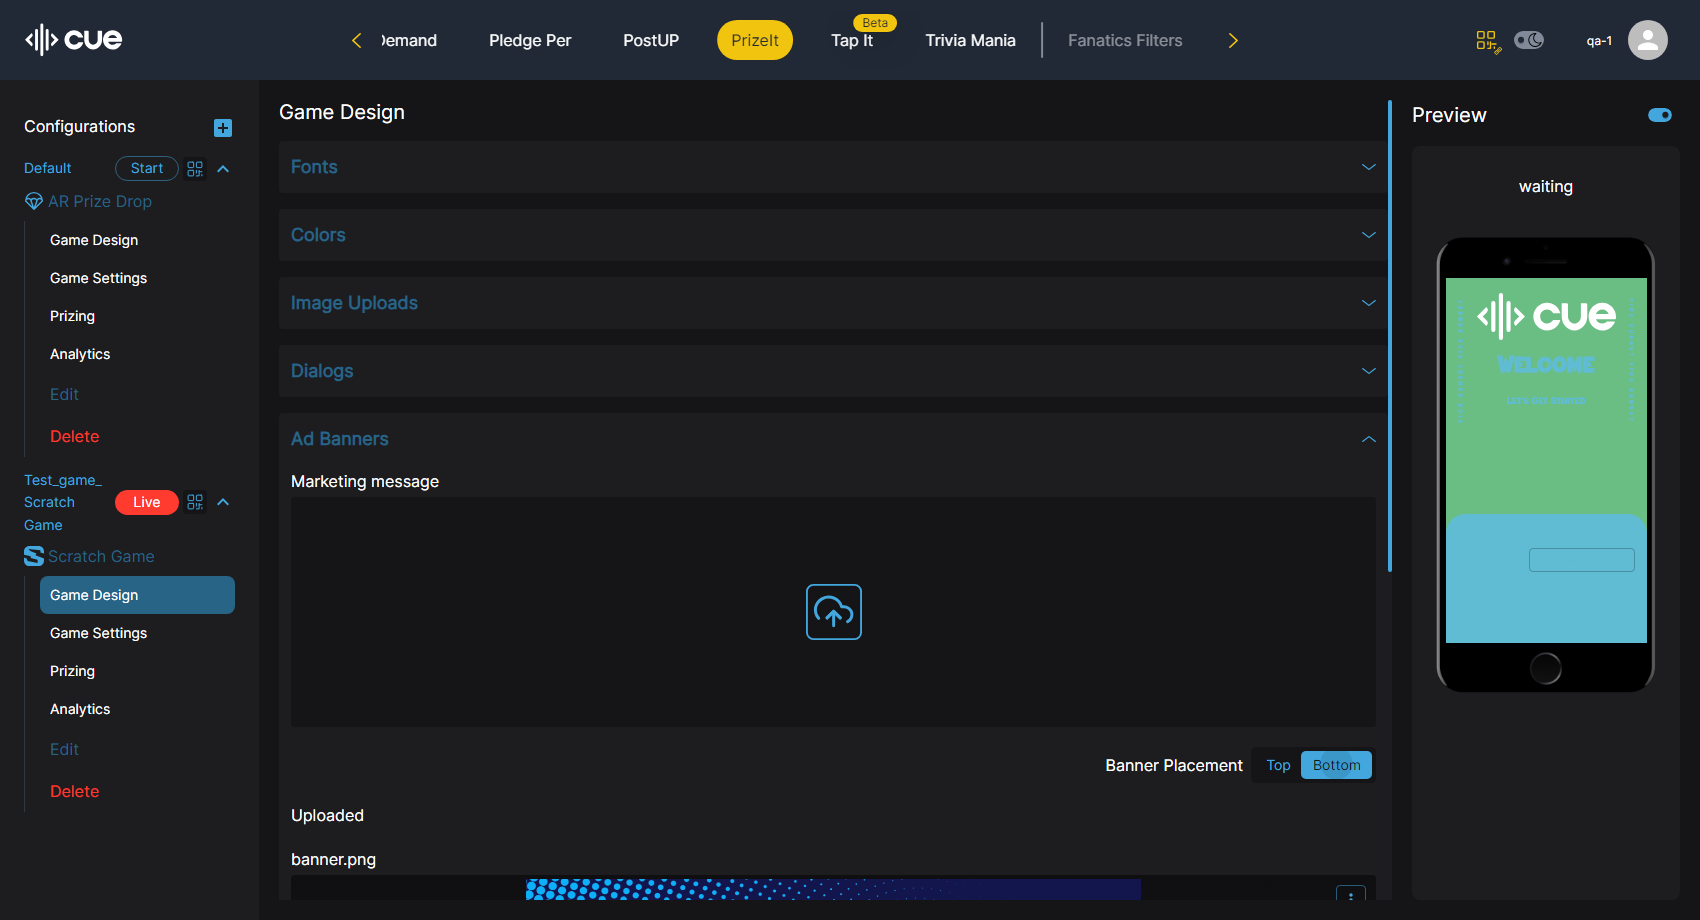 cue
Demand
Pledge Per
PostUP
PrizeIt
Beta
Tap It
Trivia Mania
Fanatics Filters
qa-1
Configurations
Default
Start
AR Prize Drop
Game Design
Game Settings
Prizing
Analytics
Edit
Delete
Test_game_
Scratch
Game
Live
Scratch Game
Game Design
Game Settings
Prizing
Analytics
Edit
Delete
Game Design
Fonts
Colors
Image Uploads
Dialogs
Ad Banners
Marketing message
Banner Placement
Top
Bottom
Uploaded
banner.png
Preview
waiting
cue
WELCOME